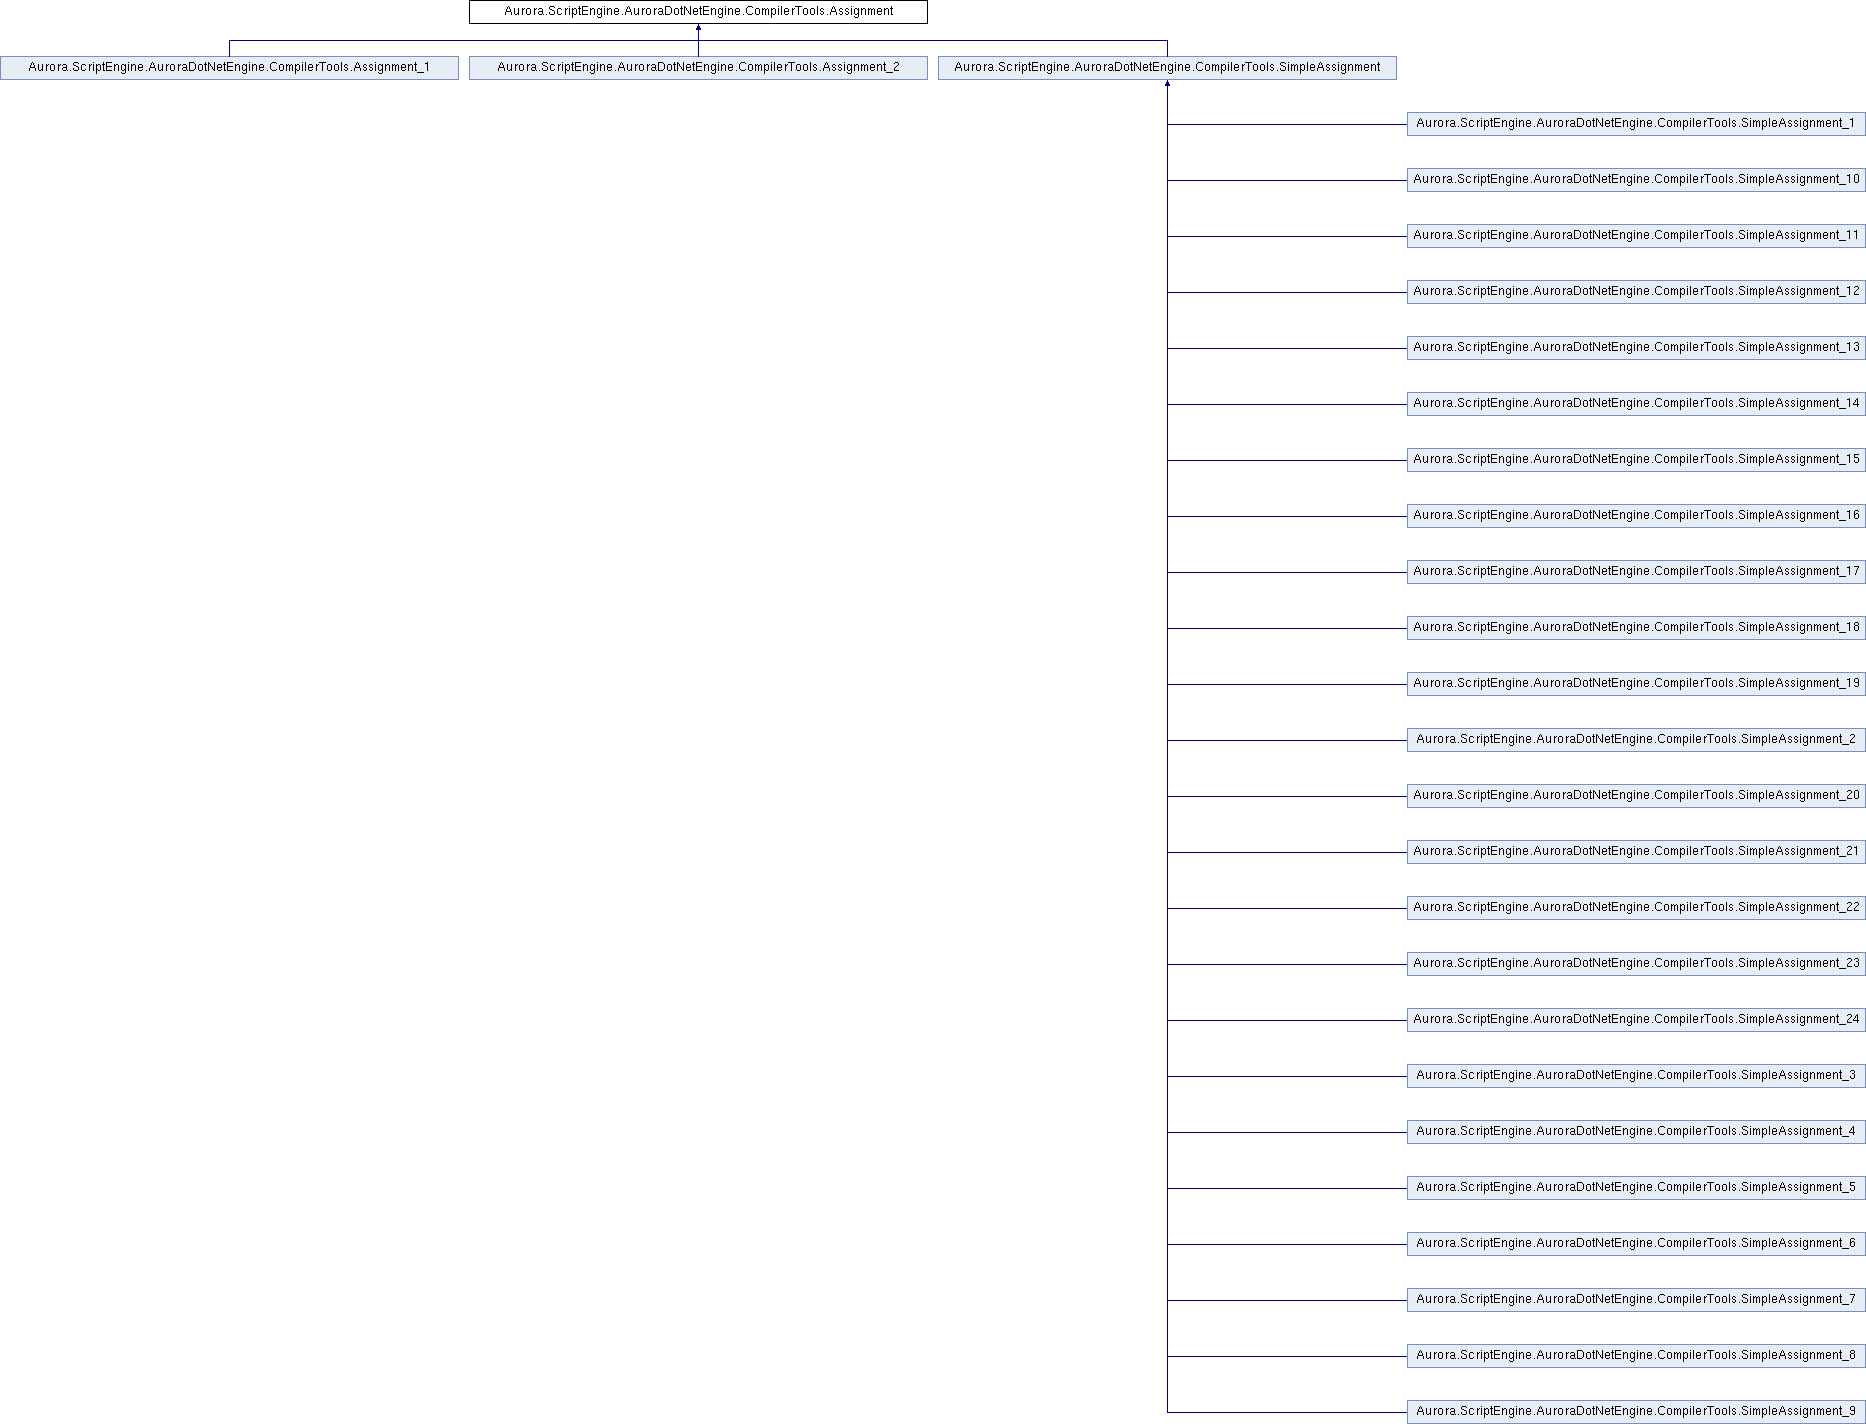 Aurora.ScriptEngine.AuroraDotNetEngine.CompilerTools.Assignment
Aurora.ScriptEngine.AuroraDotNetEngine.CompilerTools.Assignment_1
Aurora.ScriptEngine.AuroraDotNetEngine.CompilerTools.Assignment_2
Aurora.ScriptEngine.AuroraDotNetEngine.CompilerTools.SimpleAssignment
Aurora.ScriptEngine.AuroraDotNetEngine.CompilerTools.SimpleAssignment_1
Aurora.ScriptEngine.AuroraDotNetEngine.CompilerTools.SimpleAssignment_10
Aurora.ScriptEngine.AuroraDotNetEngine.CompilerTools.SimpleAssignment_11
Aurora.ScriptEngine.AuroraDotNetEngine.CompilerTools.SimpleAssignment_12
Aurora.ScriptEngine.AuroraDotNetEngine.CompilerTools.SimpleAssignment_13
Aurora.ScriptEngine.AuroraDotNetEngine.CompilerTools.SimpleAssignment_14
Aurora.ScriptEngine.AuroraDotNetEngine.CompilerTools.SimpleAssignment_15
Aurora.ScriptEngine.AuroraDotNetEngine.CompilerTools.SimpleAssignment_16
Aurora.ScriptEngine.AuroraDotNetEngine.CompilerTools.SimpleAssignment_17
Aurora.ScriptEngine.AuroraDotNetEngine.CompilerTools.SimpleAssignment_18
Aurora.ScriptEngine.AuroraDotNetEngine.CompilerTools.SimpleAssignment_19
Aurora.ScriptEngine.AuroraDotNetEngine.CompilerTools.SimpleAssignment_2
Aurora.ScriptEngine.AuroraDotNetEngine.CompilerTools.SimpleAssignment_20
Aurora.ScriptEngine.AuroraDotNetEngine.CompilerTools.SimpleAssignment_21
Aurora.ScriptEngine.AuroraDotNetEngine.CompilerTools.SimpleAssignment_22
Aurora.ScriptEngine.AuroraDotNetEngine.CompilerTools.SimpleAssignment_23
Aurora.ScriptEngine.AuroraDotNetEngine.CompilerTools.SimpleAssignment_24
Aurora.ScriptEngine.AuroraDotNetEngine.CompilerTools.SimpleAssignment_3
Aurora.ScriptEngine.AuroraDotNetEngine.CompilerTools.SimpleAssignment_4
Aurora.ScriptEngine.AuroraDotNetEngine.CompilerTools.SimpleAssignment_5
Aurora.ScriptEngine.AuroraDotNetEngine.CompilerTools.SimpleAssignment_6
Aurora.ScriptEngine.AuroraDotNetEngine.CompilerTools.SimpleAssignment_7
Aurora.ScriptEngine.AuroraDotNetEngine.CompilerTools.SimpleAssignment_8
Aurora.ScriptEngine.AuroraDotNetEngine.CompilerTools.SimpleAssignment_9